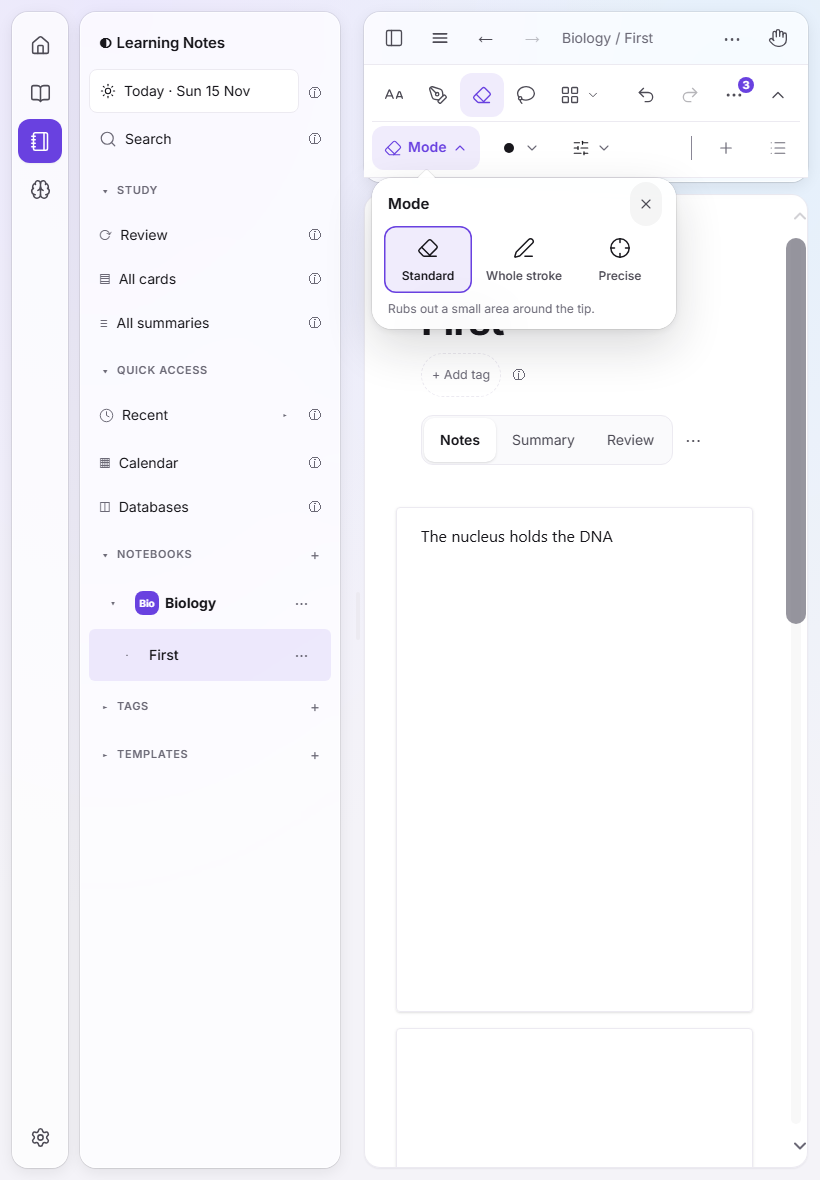 Learning Notes
Today · Sun 15 Nov
Search
STUDY
Review
All cards
All summaries
QUICK ACCESS
Recent
Calendar
Databases
NOTEBOOKS
Bio Biology
First
TAGS
TEMPLATES
Biology / First
AA
3
Mode
Mode
Standard
Whole stroke
Precise
Rubs out a small area around the tip.
First
+ Add tag
Notes
Summary
Review
The nucleus holds the DNA